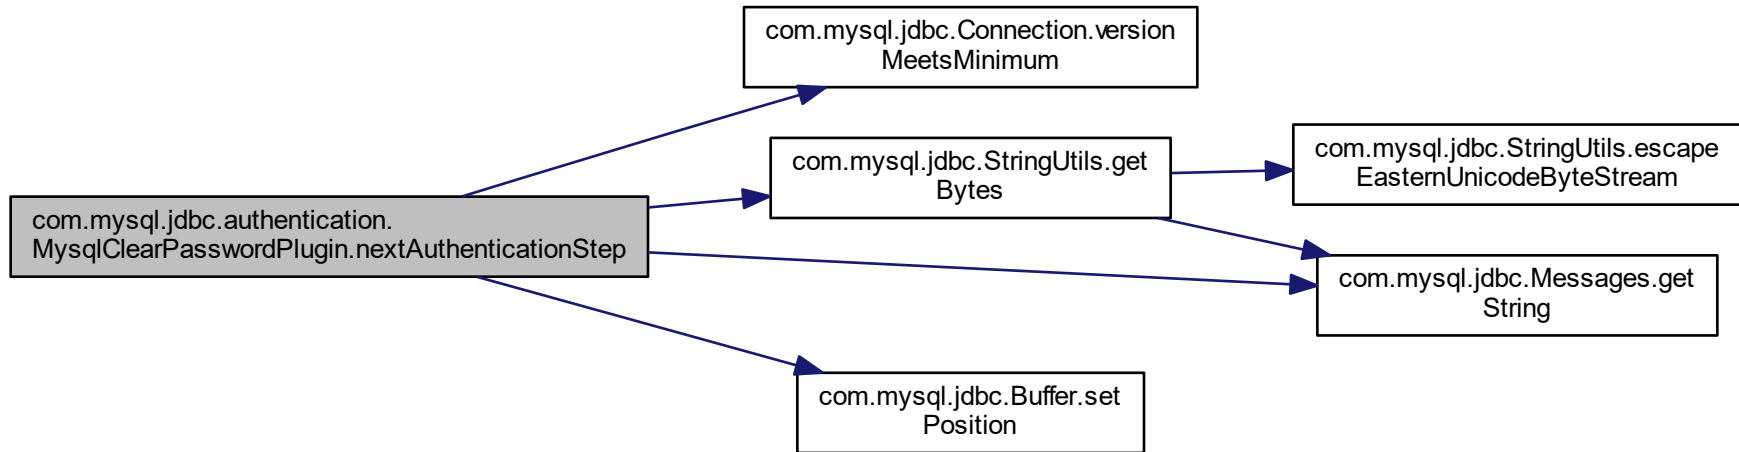 com.mysql.jdbc.Connection.version
MeetsMinimum
com.mysql.jdbc.StringUtils.get
Bytes
com.mysql.jdbc.StringUtils.escape
EasternUnicodeByteStream
com.mysql.jdbc.authentication.
MysqlClearPasswordPlugin.nextAuthenticationStep
com.mysql.jdbc.Messages.get
String
com.mysql.jdbc.Buffer.set
Position